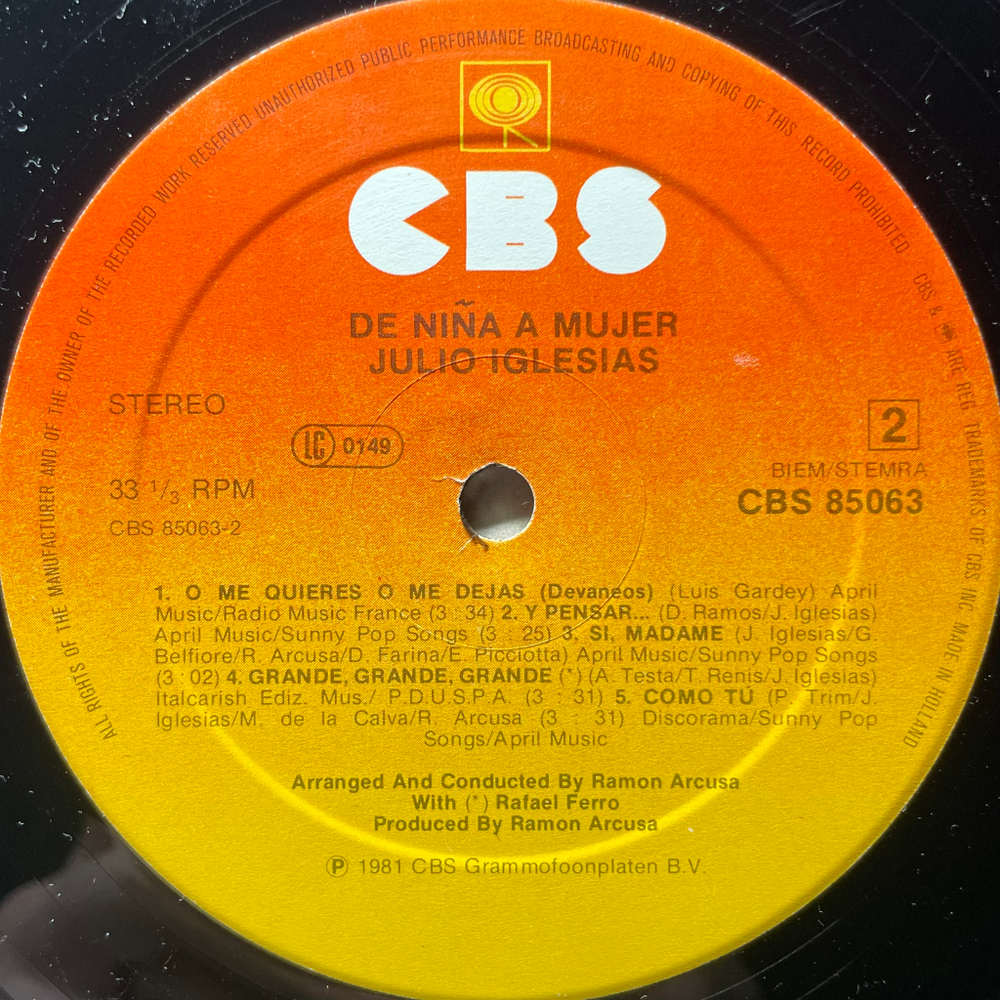 ALL RIGHTS OF THE MANUFACTURER AND OF THE OWNER OF THE RECORDED WORK RESERVED UNAUTHORIZED PUBLIC PERFORMANCE BROADCASTING AND COPYING OF THIS RECORD PROHIBITED CBS & ARE REG TRADEMARKS OF CBS INC MADE IN HOLLAND
CBS
DE NIÑA A MUJER
JULIO IGLESIAS
STEREO
LC 0149
2
BIEM/STEMRA
33 1/3 RPM
CBS 85063
CBS 85063-2
1. O ME QUIERES O ME DEJAS (Devaneos) (Luis Gardey) April
Music/Radio Music France (3 : 34) 2. Y PENSAR... (D. Ramos/J. Iglesias)
April Music/Sunny Pop Songs (3 : 25) 3. SI, MADAME (J. Iglesias/G.
Belfiore/R. Arcusa/D. Farina/E. Picciotta) April Music/Sunny Pop Songs
(3 : 02) 4. GRANDE, GRANDE, GRANDE (*) (A. Testa/T. Renis/J. Iglesias)
Italcarish Ediz. Mus./ P.D.U.S.P.A. (3 : 31) 5. COMO TÚ (P. Trim/J.
Iglesias/M. de la Calva/R. Arcusa (3 : 31) Discorama/Sunny Pop
Songs/April Music
Arranged And Conducted By Ramon Arcusa
With (*) Rafael Ferro
Produced By Ramon Arcusa
Ⓟ 1981 CBS Grammofoonplaten B.V.